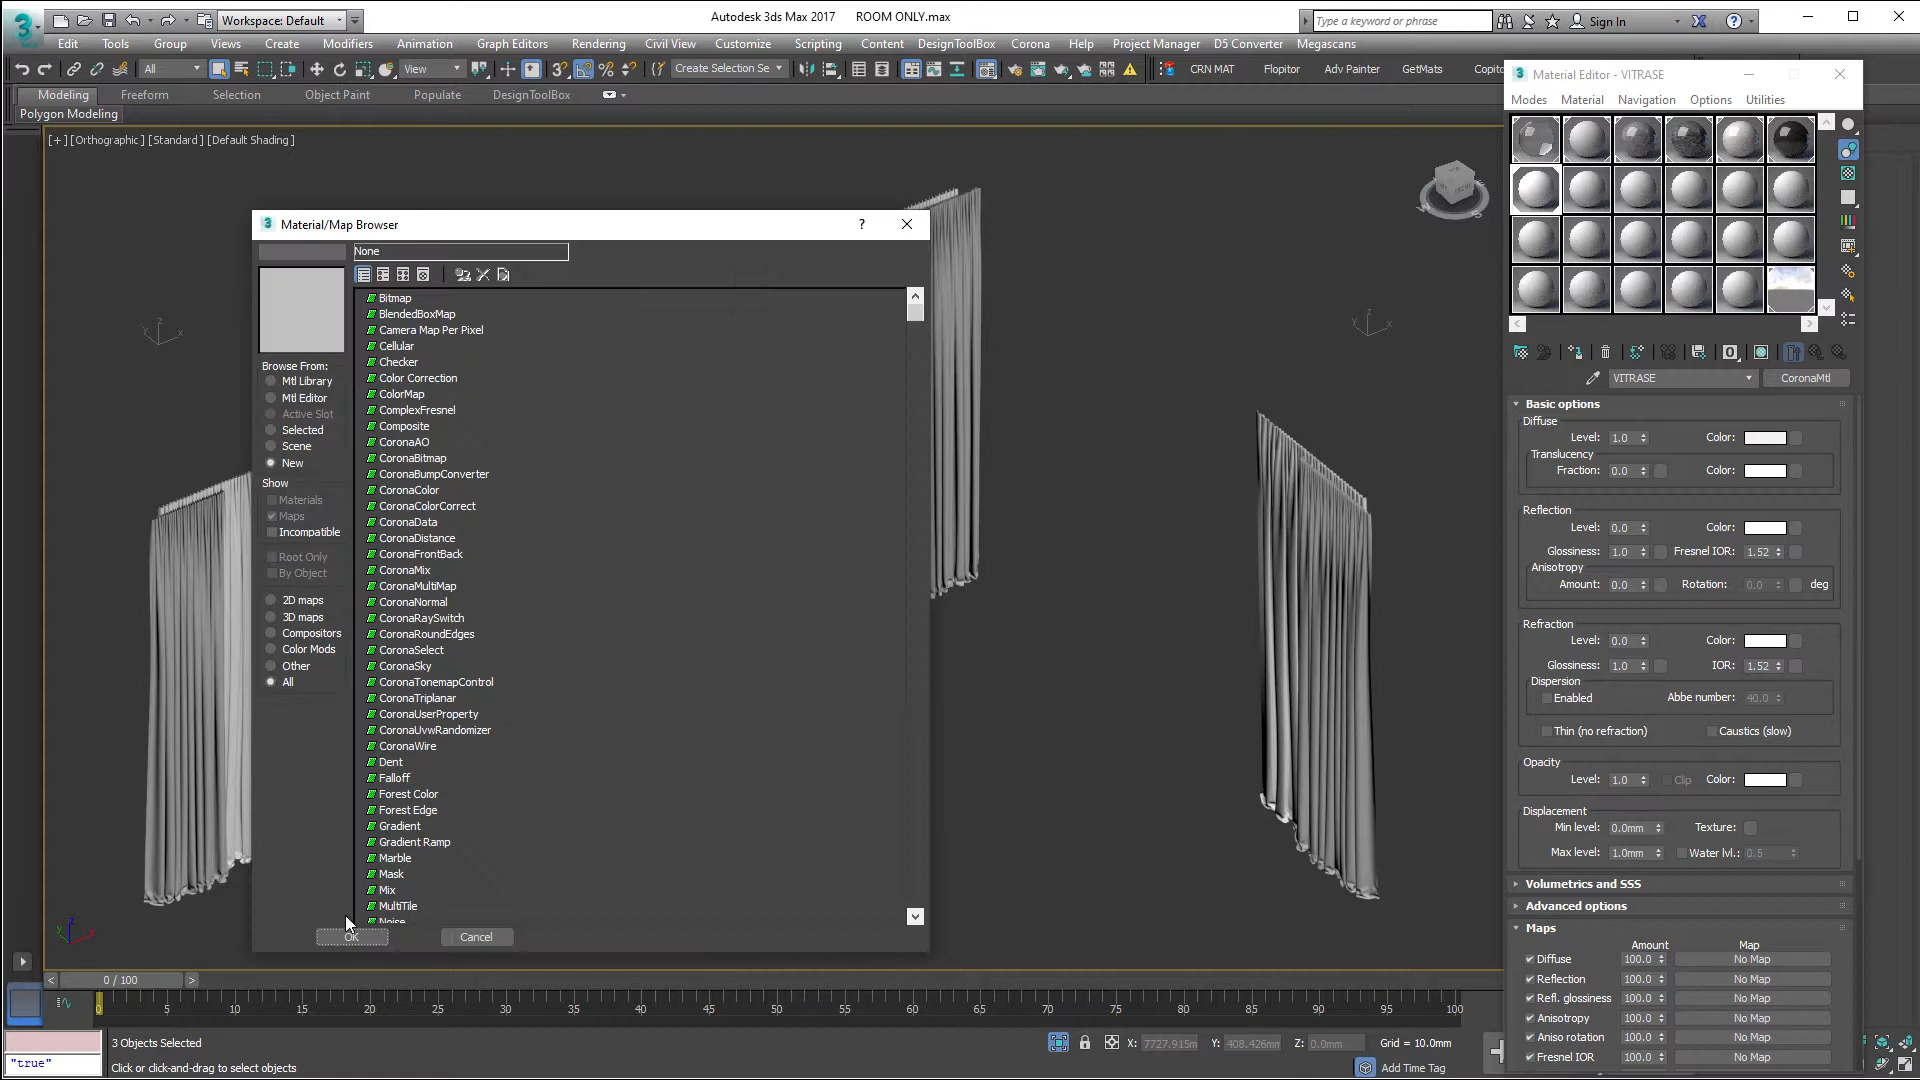 Workspace: Default
Autodesk 3ds Max 2017 ROOM ONLY.max
Type a keyword or phrase
Sign In
Edit Tools Group Views Create Modifiers Animation Graph Editors Rendering Civil View Customize Scripting Content DesignToolBox Corona Help Project Manager D5 Converter Megascans
All View Create Selection Se CRN MAT Flopitor Adv Painter GetMats Copito
Modeling Freeform Selection Object Paint Populate DesignToolBox
Polygon Modeling
[+] [Orthographic] [Standard] [Default Shading]
Material/Map Browser
None
Browse From:
Mtl Library
Mtl Editor
Active Slot
Selected
Scene
New
Show
Materials
Maps
Incompatible
Root Only
By Object
2D maps
3D maps
Compositors
Color Mods
Other
All
Bitmap
BlendedBoxMap
Camera Map Per Pixel
Cellular
Checker
Color Correction
ColorMap
ComplexFresnel
Composite
CoronaAO
CoronaBitmap
CoronaBumpConverter
CoronaColor
CoronaColorCorrect
CoronaData
CoronaDistance
CoronaFrontBack
CoronaMix
CoronaMultiMap
CoronaNormal
CoronaRaySwitch
CoronaRoundEdges
CoronaSelect
CoronaSky
CoronaTonemapControl
CoronaTriplanar
CoronaUserProperty
CoronaUvwRandomizer
CoronaWire
Dent
Falloff
Forest Color
Forest Edge
Gradient
Gradient Ramp
Marble
Mask
Mix
MultiTile
Noise
OK Cancel
Material Editor - VITRASE
Modes Material Navigation Options Utilities
VITRASE CoronaMtl
Basic options
Diffuse
Level: 1.0 Color:
Translucency
Fraction: 0.0 Color:
Reflection
Level: 0.0 Color:
Glossiness: 1.0 Fresnel IOR: 1.52
Anisotropy
Amount: 0.0 Rotation: 0.0 deg
Refraction
Level: 0.0 Color:
Glossiness: 1.0 IOR: 1.52
Dispersion
Enabled Abbe number: 40.0
Thin (no refraction) Caustics (slow)
Opacity
Level: 1.0 Clip Color:
Displacement
Min level: 0.0mm Texture:
Max level: 1.0mm Water lvl.: 0.5
Volumetrics and SSS
Advanced options
Maps
Amount Map
Diffuse 100.0 No Map
Reflection 100.0 No Map
Refl. glossiness 100.0 No Map
Anisotropy 100.0 No Map
Aniso rotation 100.0 No Map
Fresnel IOR 100.0 No Map
0 / 100
0 5 10 15 20 25 30 35 40 45 50 55 60 65 70 75 80 85 90 95 100
3 Objects Selected
X: 7727.915m Y: 408.426mm Z: 0.0mm Grid = 10.0mm
"true"
Click or click-and-drag to select objects
Add Time Tag